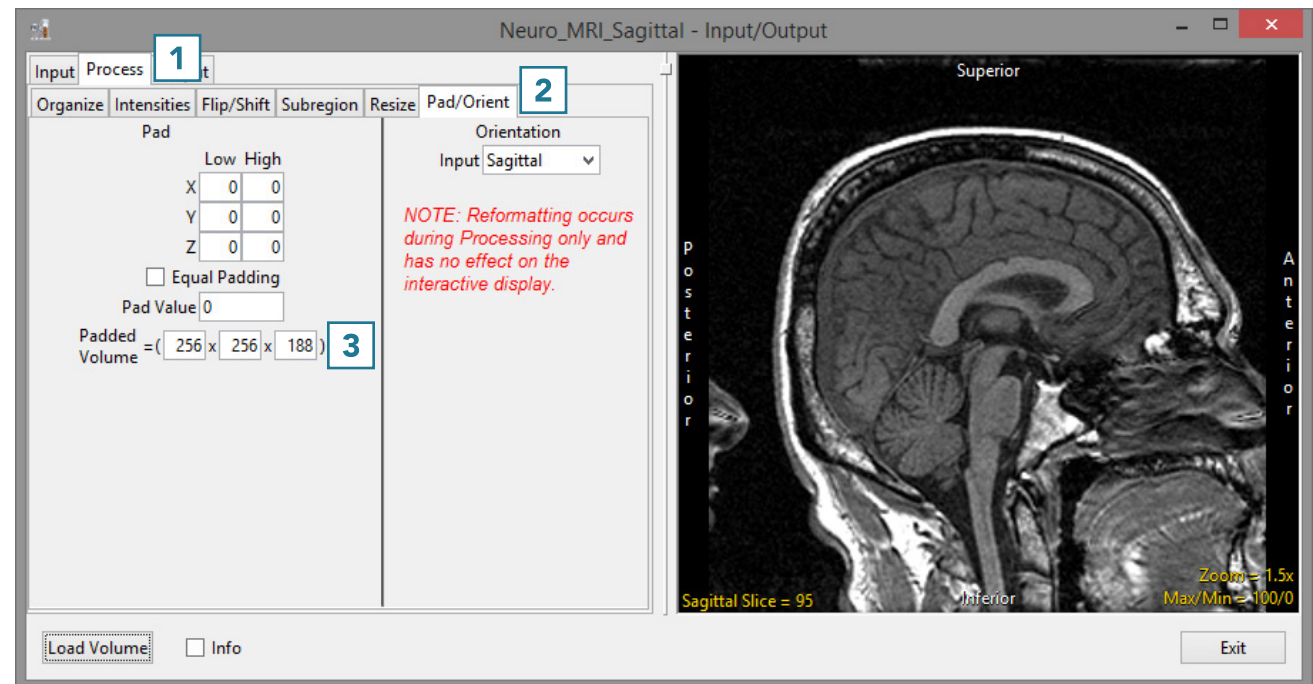 Neuro_MRI_Sagittal - Input/Output
Input Process 1 t
Organize Intensities Flip/Shift Subregion Resize Pad/Orient 2
Pad
Low High
X 0 0
Y 0 0
Z 0 0
Equal Padding
Pad Value 0
Padded Volume =( 256 x 256 x 188 ) 3
Orientation
Input Sagittal
NOTE: Reformatting occurs
during Processing only and
has no effect on the
interactive display.
Superior
Posterior
Anterior
Zoom = 1.5x
Sagittal Slice = 95
Inferior
Max/Min = 100/0
Load Volume
Info
Exit